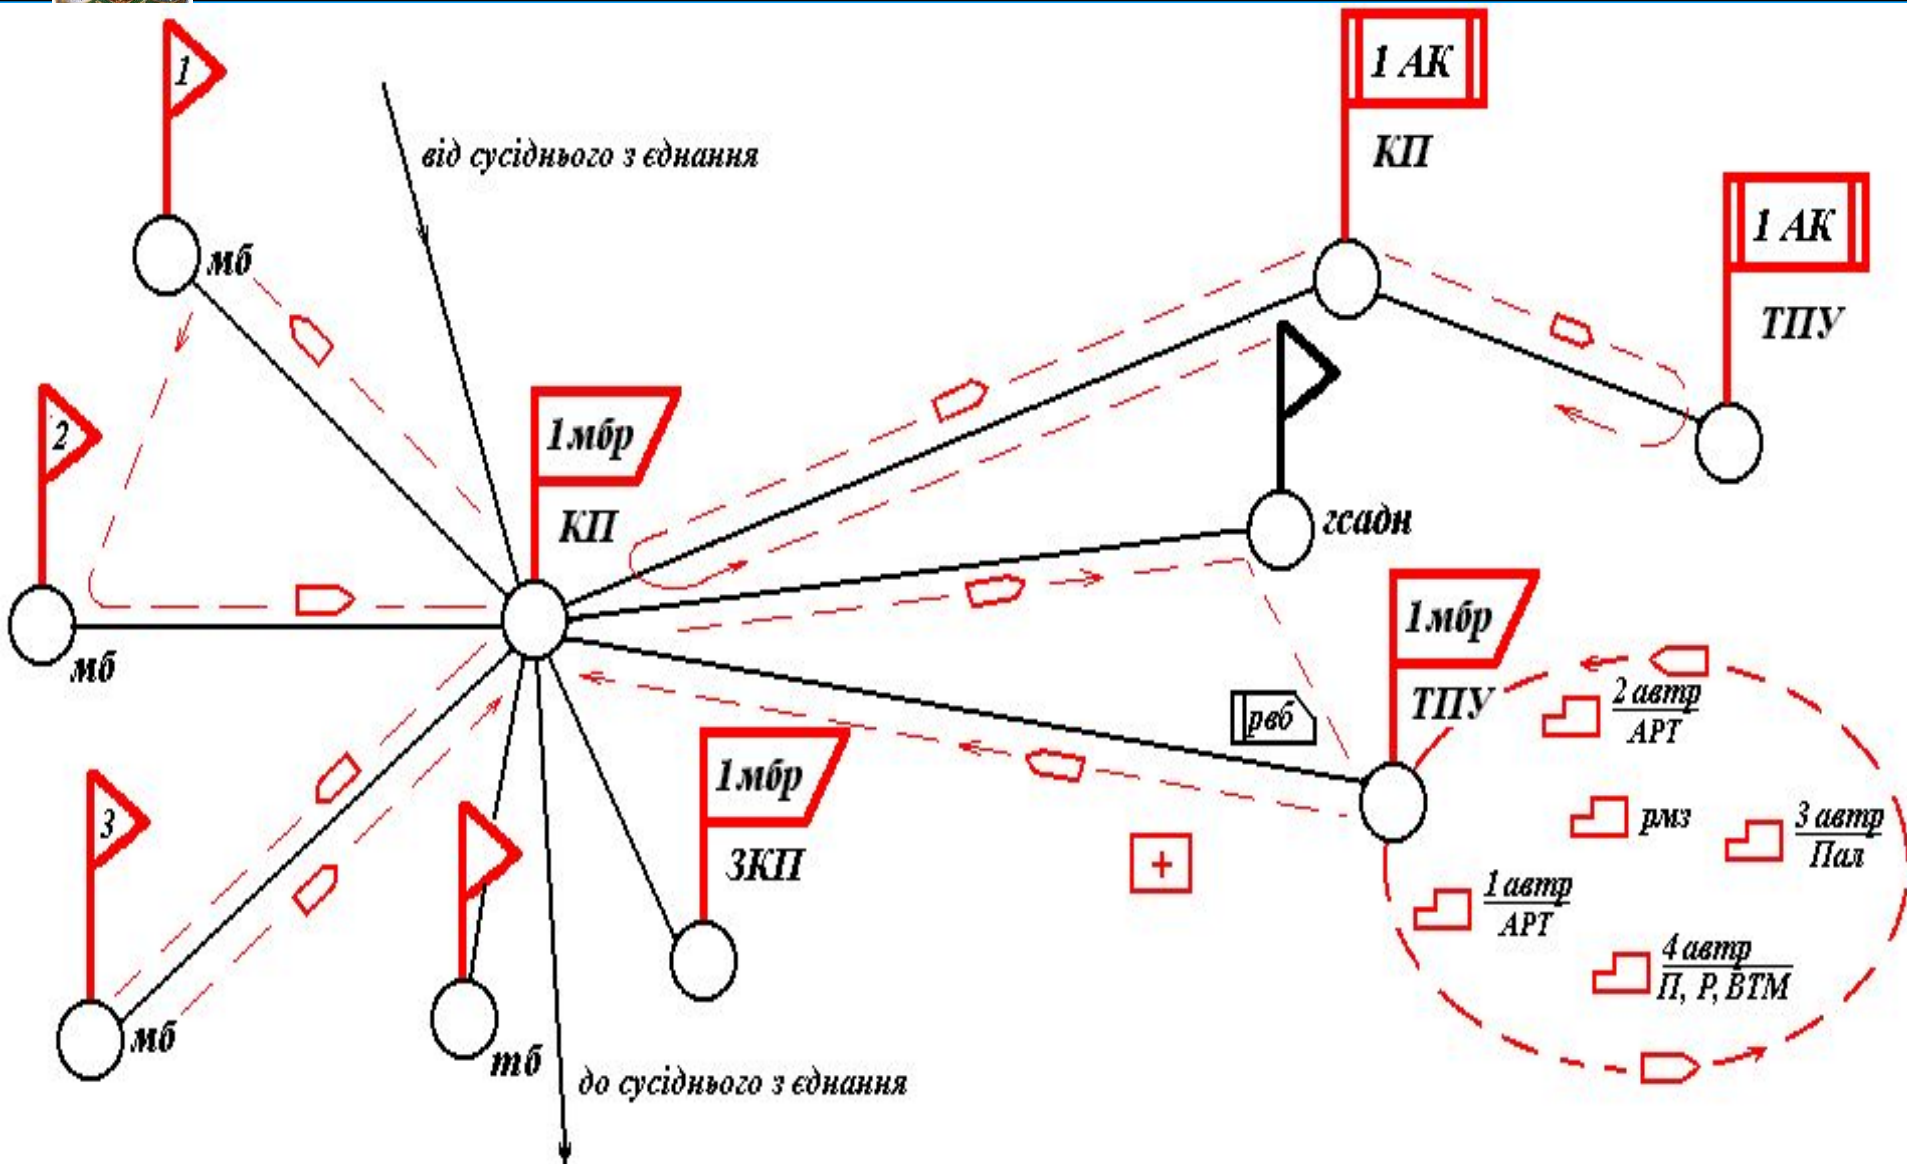 1
1 АК
КП
від сусіднього з єднання
1 АК
мб
ТПУ
2
1мбр
КП
гсадн
мб
1мбр
ТПУ
2 автр
АРТ
рвб
1мбр
ЗКП
3
рмз
3 автр
Пал
1 автр
АРТ
4 автр
П, Р, ВТМ
мб
тб
до сусіднього з єднання